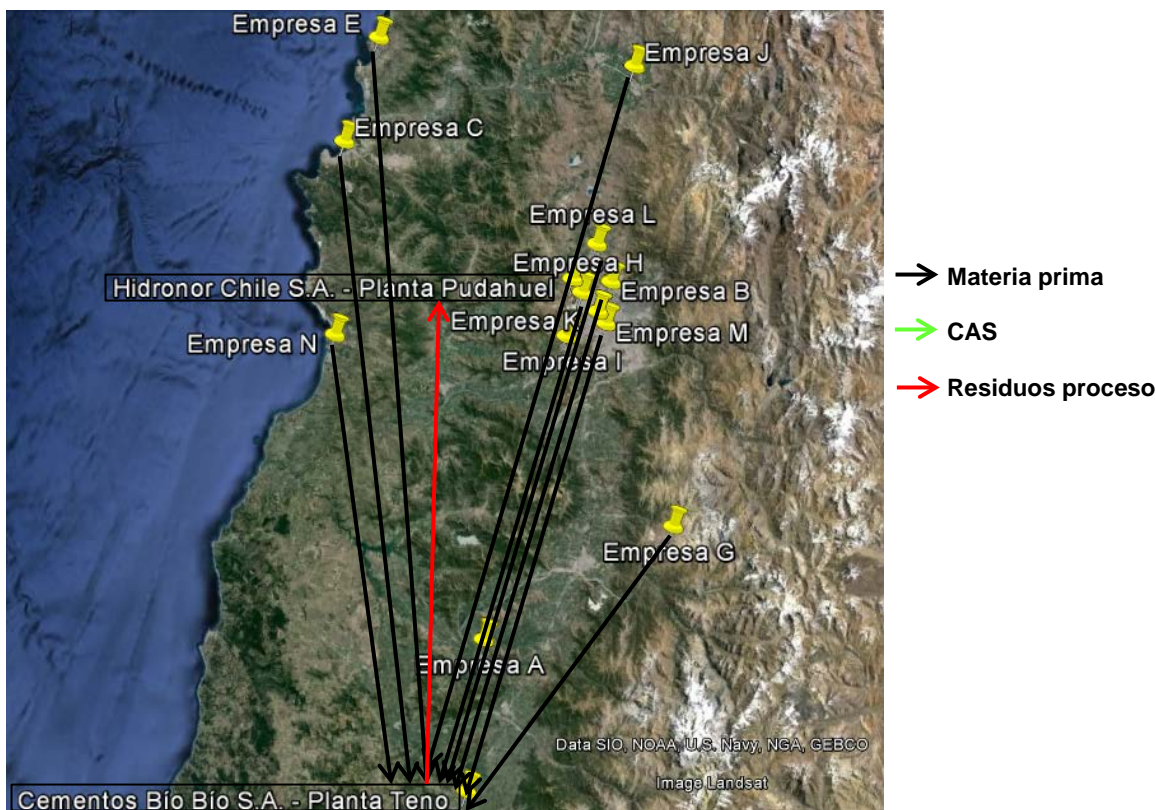 Empresa E
Empresa J
Empresa C
Empresa L
Empresa H
Hidronor Chile S.A. - Planta Pudahuel
Empresa B
Empresa K
Empresa M
Empresa N
Empresa I
Empresa G
Empresa A
Data SIO, NOAA, U.S. Navy, NGA, GEBCO
Image Landsat
Cementos Bío Bío S.A. - Planta Teno
Materia prima
CAS
Residuos proceso